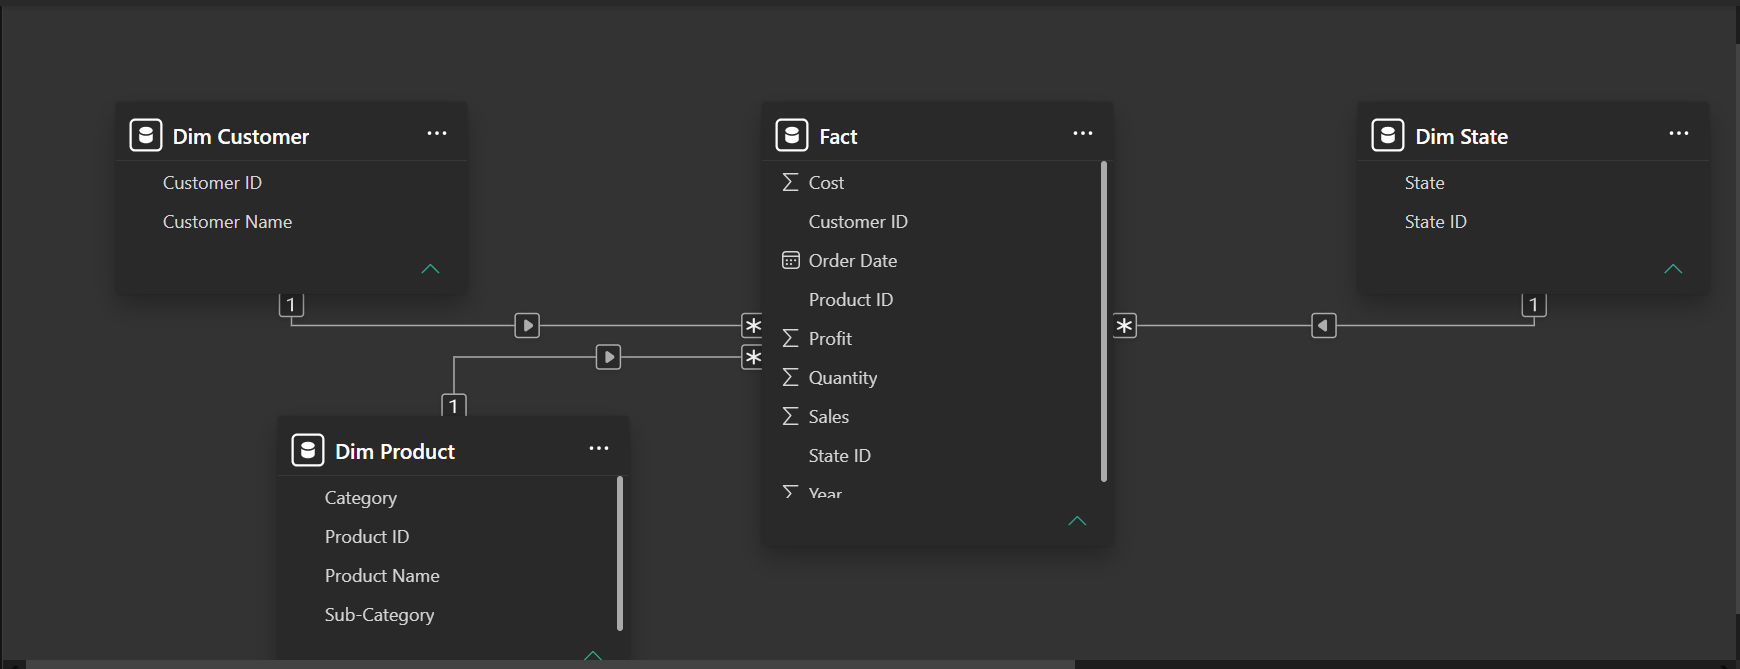 Dim Customer
Customer ID
Customer Name
1
Fact
Cost
Customer ID
Order Date
Product ID
Profit
Quantity
Sales
State ID
Year
*
*
*
Dim State
State
State ID
1
1
Dim Product
Category
Product ID
Product Name
Sub-Category